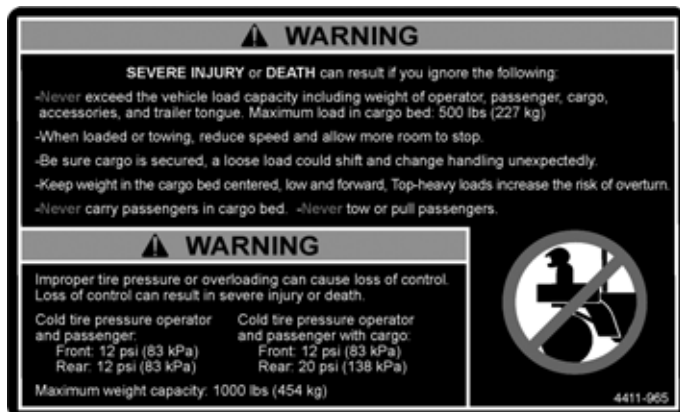 WARNING
SEVERE INJURY or DEATH can result if you ignore the following:
-Never exceed the vehicle load capacity including weight of operator, passenger, cargo,
accessories, and trailer tongue. Maximum load in cargo bed: 500 lbs (227 kg)
-When loaded or towing, reduce speed and allow more room to stop.
-Be sure cargo is secured, a loose load could shift and change handling unexpectedly.
-Keep weight in the cargo bed centered, low and forward, Top-heavy loads increase the risk of overturn.
-Never carry passengers in cargo bed. -Never tow or pull passengers.
WARNING
Improper tire pressure or overloading can cause loss of control.
Loss of control can result in severe injury or death.
Cold tire pressure operator
and passenger:
Front: 12 psi (83 kPa)
Rear: 12 psi (83 kPa)
Cold tire pressure operator
and passenger with cargo:
Front: 12 psi (83 kPa)
Rear: 20 psi (138 kPa)
Maximum weight capacity: 1000 lbs (454 kg)
4411-965